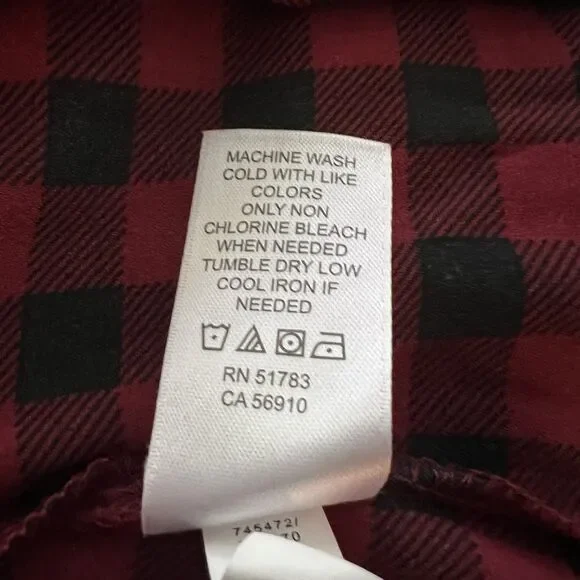 MACHINE WASH
COLD WITH LIKE
COLORS
ONLY NON
CHLORINE BLEACH
WHEN NEEDED
TUMBLE DRY LOW
COOL IRON IF
NEEDED
RN 51783
CA 56910
7454721